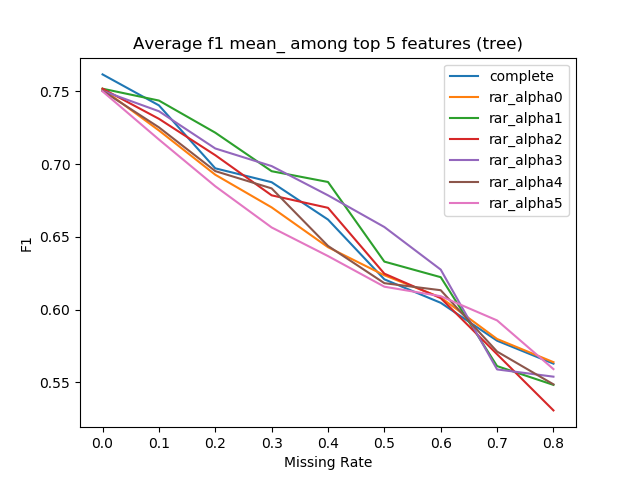 Average f1 mean_ among top 5 features (tree)
complete
rar_alpha0
rar_alpha1
rar_alpha2
rar_alpha3
rar_alpha4
rar_alpha5
F1
0.75
0.70
0.65
0.60
0.55
0.0 0.1 0.2 0.3 0.4 0.5 0.6 0.7 0.8
Missing Rate